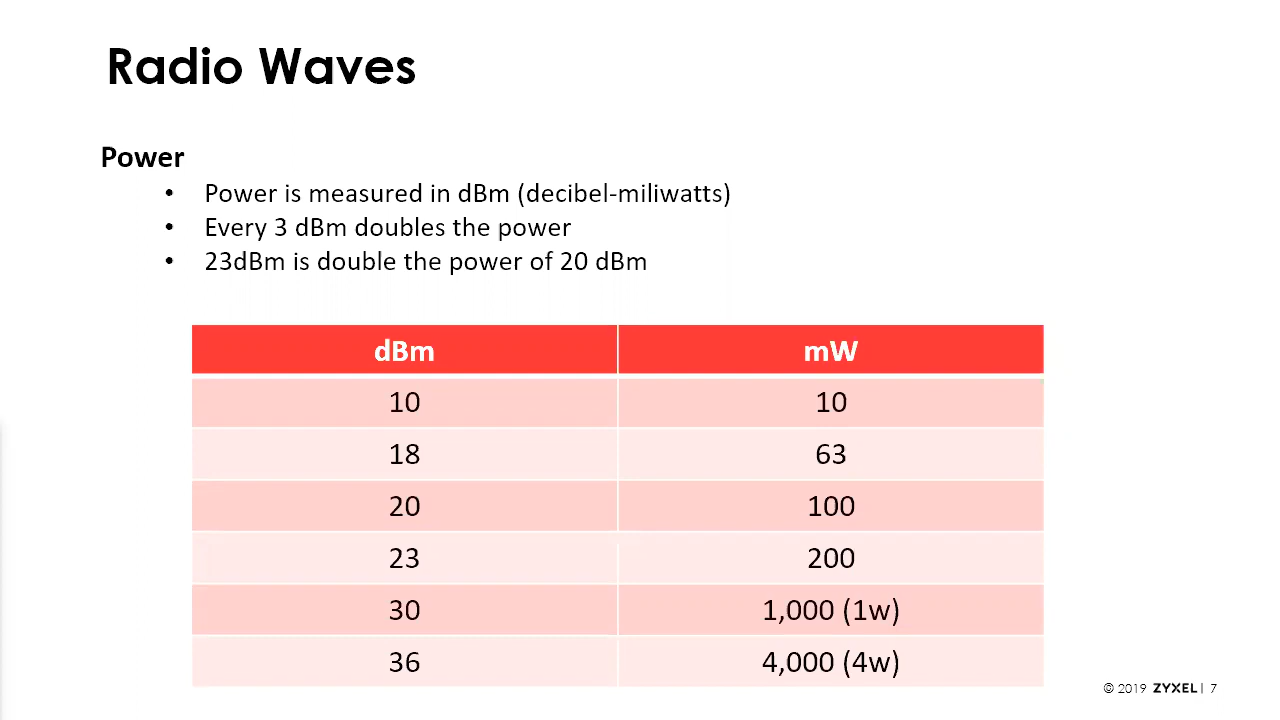 Radio Waves
Power
• Power is measured in dBm (decibel-miliwatts)
• Every 3 dBm doubles the power
• 23dBm is double the power of 20 dBm
dBm mW
10 10
18 63
20 100
23 200
30 1,000 (1w)
36 4,000 (4w)
© 2019 ZYXEL | 7